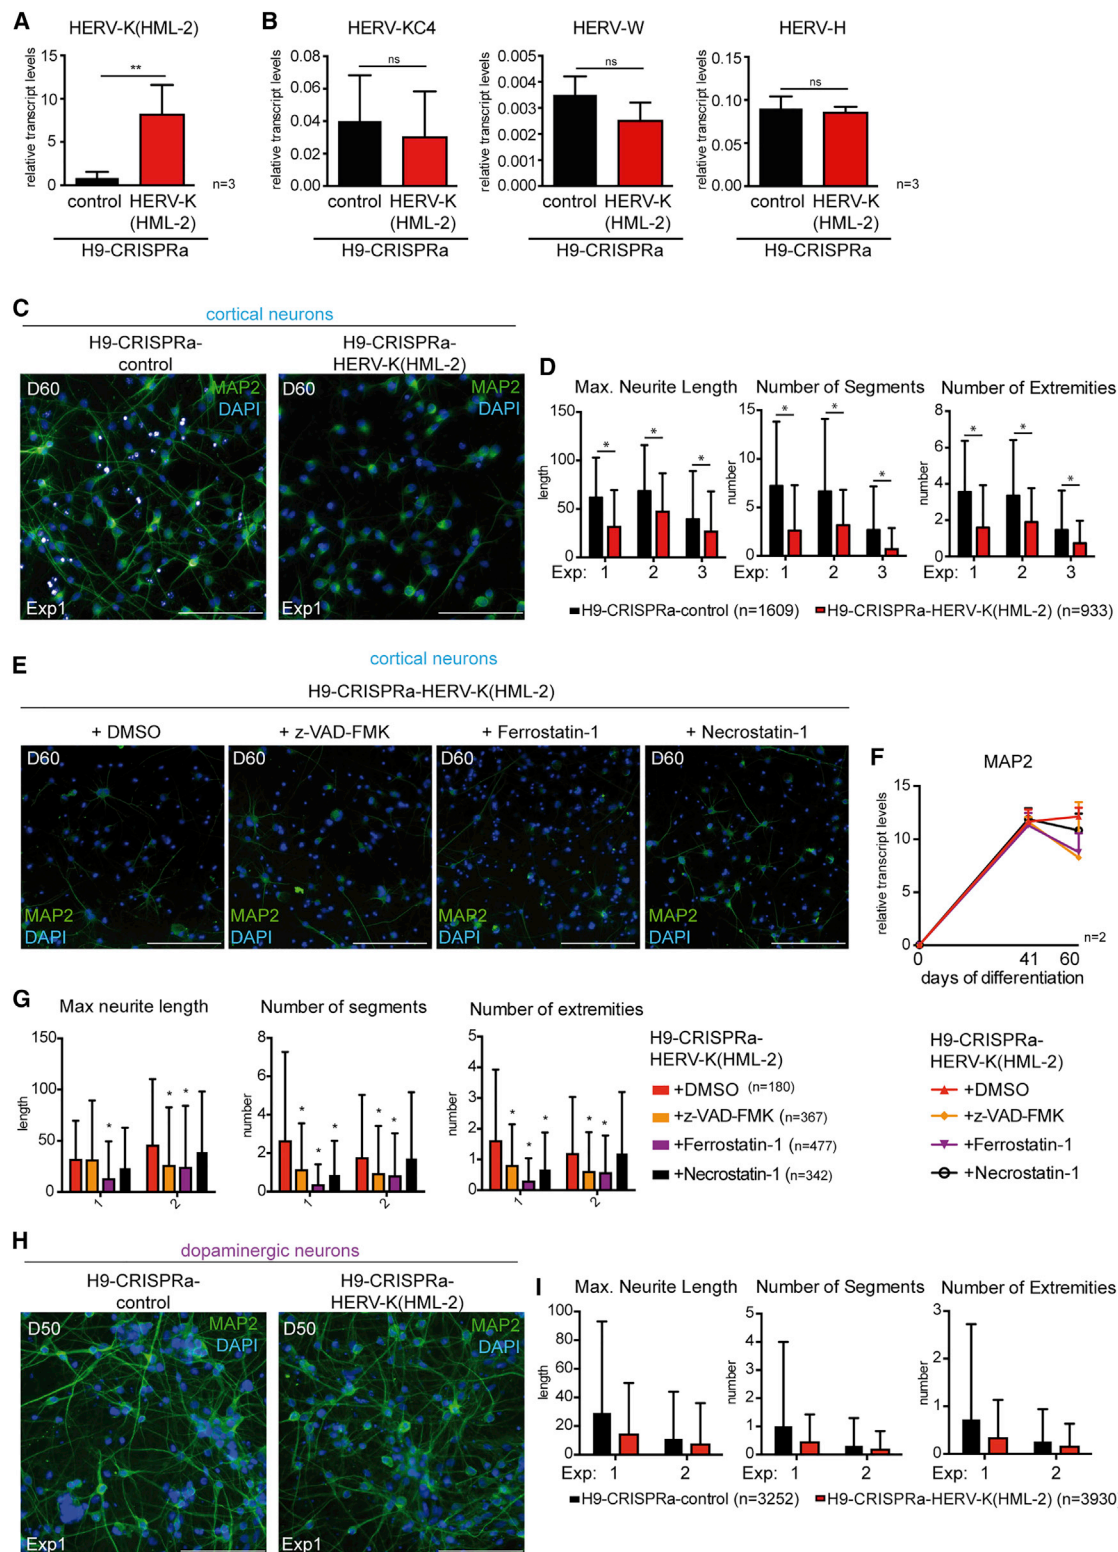 A
HERV-K(HML-2)
relative transcript levels
15
10
5
0
**
control
HERV-K
(HML-2)
H9-CRISPRa
n=3
B
HERV-KC4
relative transcript levels
0.08
0.06
0.04
0.02
0.00
ns
control
HERV-K
(HML-2)
H9-CRISPRa
HERV-W
relative transcript levels
0.005
0.004
0.003
0.002
0.001
0.000
ns
control
HERV-K
(HML-2)
H9-CRISPRa
HERV-H
relative transcript levels
0.15
0.10
0.05
0.00
ns
control
HERV-K
(HML-2)
H9-CRISPRa
n=3
C
cortical neurons
H9-CRISPRa-
control
H9-CRISPRa-
HERV-K(HML-2)
D60
MAP2
DAPI
Exp1
D60
MAP2
DAPI
Exp1
D
Max. Neurite Length
length
150
100
50
0
* * *
Exp: 1 2 3
Number of Segments
number
15
10
5
0
* * *
1 2 3
Number of Extremities
number
8
6
4
2
0
* * *
Exp: 1 2 3
H9-CRISPRa-control (n=1609)
H9-CRISPRa-HERV-K(HML-2) (n=933)
E
cortical neurons
H9-CRISPRa-HERV-K(HML-2)
+ DMSO
+ z-VAD-FMK
+ Ferrostatin-1
+ Necrostatin-1
D60
MAP2
DAPI
D60
MAP2
DAPI
D60
MAP2
DAPI
D60
MAP2
DAPI
F
MAP2
relative transcript levels
15
10
5
0
0 41 60
days of differentiation
n=2
H9-CRISPRa-
HERV-K(HML-2)
+DMSO
+z-VAD-FMK
+Ferrostatin-1
+Necrostatin-1
G
Max neurite length
length
150
100
50
0
* * *
1 2
Number of segments
number
8
6
4
2
0
* * * * *
1 2
Number of extremities
number
5
4
3
2
1
0
* * * * *
1 2
H9-CRISPRa-
HERV-K(HML-2)
+DMSO (n=180)
+z-VAD-FMK (n=367)
+Ferrostatin-1 (n=477)
+Necrostatin-1 (n=342)
H
dopaminergic neurons
H9-CRISPRa-
control
H9-CRISPRa-
HERV-K(HML-2)
D50
MAP2
DAPI
Exp1
D50
MAP2
DAPI
Exp1
I
Max. Neurite Length
length
100
80
60
40
20
0
Exp: 1 2
Number of Segments
number
5
4
3
2
1
0
Exp: 1 2
Number of Extremities
number
3
2
1
0
Exp: 1 2
H9-CRISPRa-control (n=3252)
H9-CRISPRa-HERV-K(HML-2) (n=3930